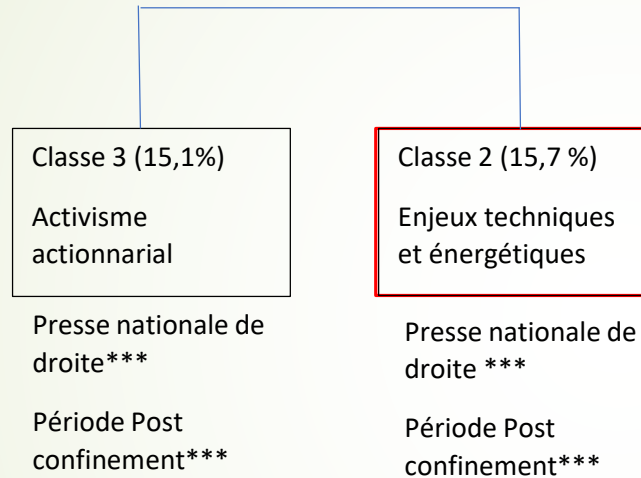 Classe 3 (15,1%)
Activisme
actionnarial
Presse nationale de
droite***
Période Post
confinement***
Classe 2 (15,7 %)
Enjeux techniques
et énergétiques
Presse nationale de
droite ***
Période Post
confinement***